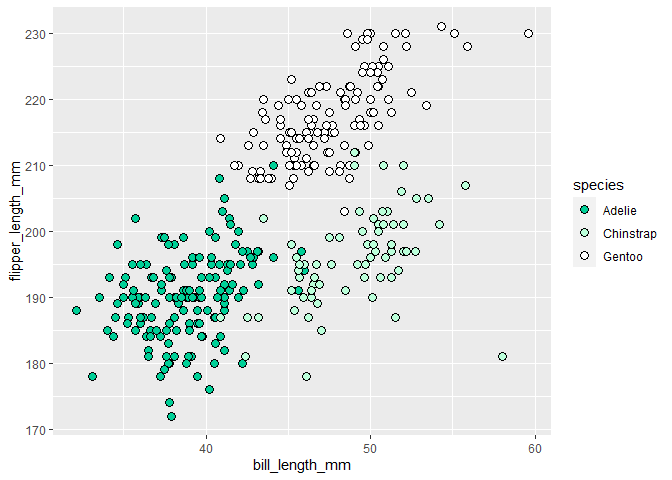 230
220
210
200
190
180
170
flipper_length_mm
40
50
60
bill_length_mm
species
Adelie
Chinstrap
Gentoo